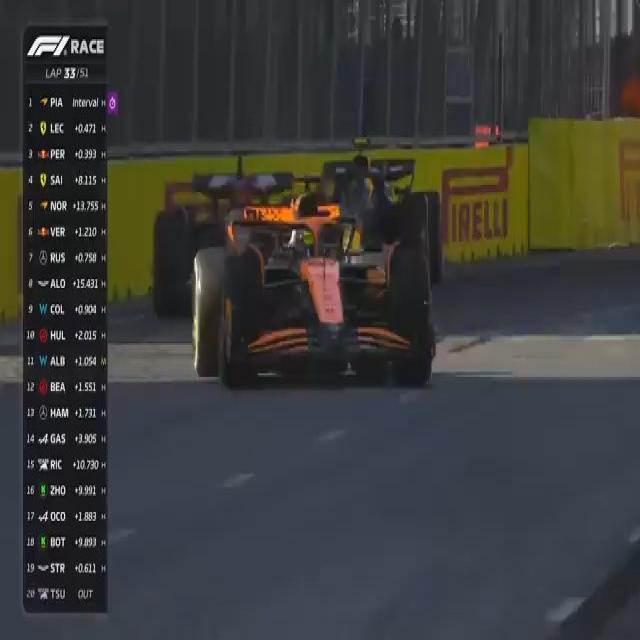 F1 RACE
LAP 33/51
1 PIA Interval H
2 LEC +0.471 H
3 PER +0.393 H
4 SAI +8.115 H
5 NOR +13.755 H
6 VER +1.210 H
7 RUS +0.758 H
8 ALO +15.431 H
9 COL +0.904 H
10 HUL +2.015 H
11 ALB +1.054 M
12 BEA +1.551 H
13 HAM +1.731 H
14 GAS +3.905 H
15 RIC +10.730 H
16 ZHO +9.991 H
17 OCO +1.883 H
18 BOT +9.893 H
19 STR +0.611 H
20 TSU OUT
PIRELLI